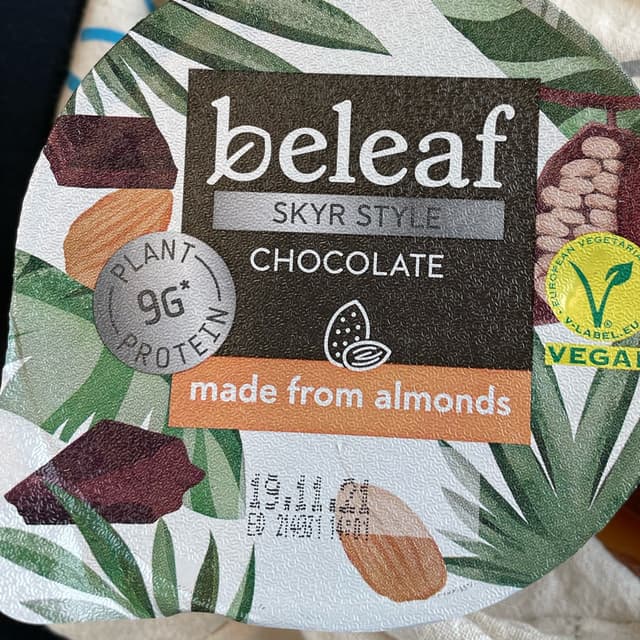 beleaf
SKYR STYLE
CHOCOLATE
PLANT
9G*
PROTEIN
EUROPEAN VEGETARIAN
V-LABEL.EU
VEGAN
made from almonds
19.11.21